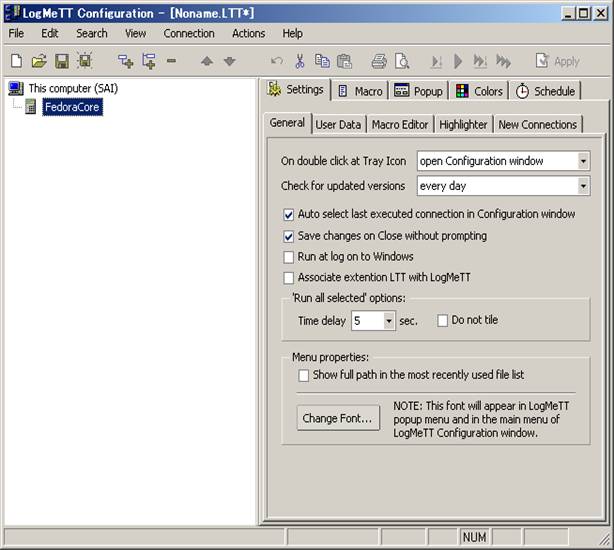 LogMeTT Configuration - [Noname.LTT*]
File Edit Search View Connection Actions Help
Apply
This computer (SAI)
FedoraCore
Settings Macro Popup Colors Schedule
General User Data Macro Editor Highlighter New Connections
On double click at Tray Icon open Configuration window
Check for updated versions every day
Auto select last executed connection in Configuration window
Save changes on Close without prompting
Run at log on to Windows
Associate extention LTT with LogMeTT
'Run all selected' options:
Time delay 5 sec. Do not tile
Menu properties:
Show full path in the most recently used file list
Change Font...
NOTE: This font will appear in LogMeTT
popup menu and in the main menu of
LogMeTT Configuration window.
NUM